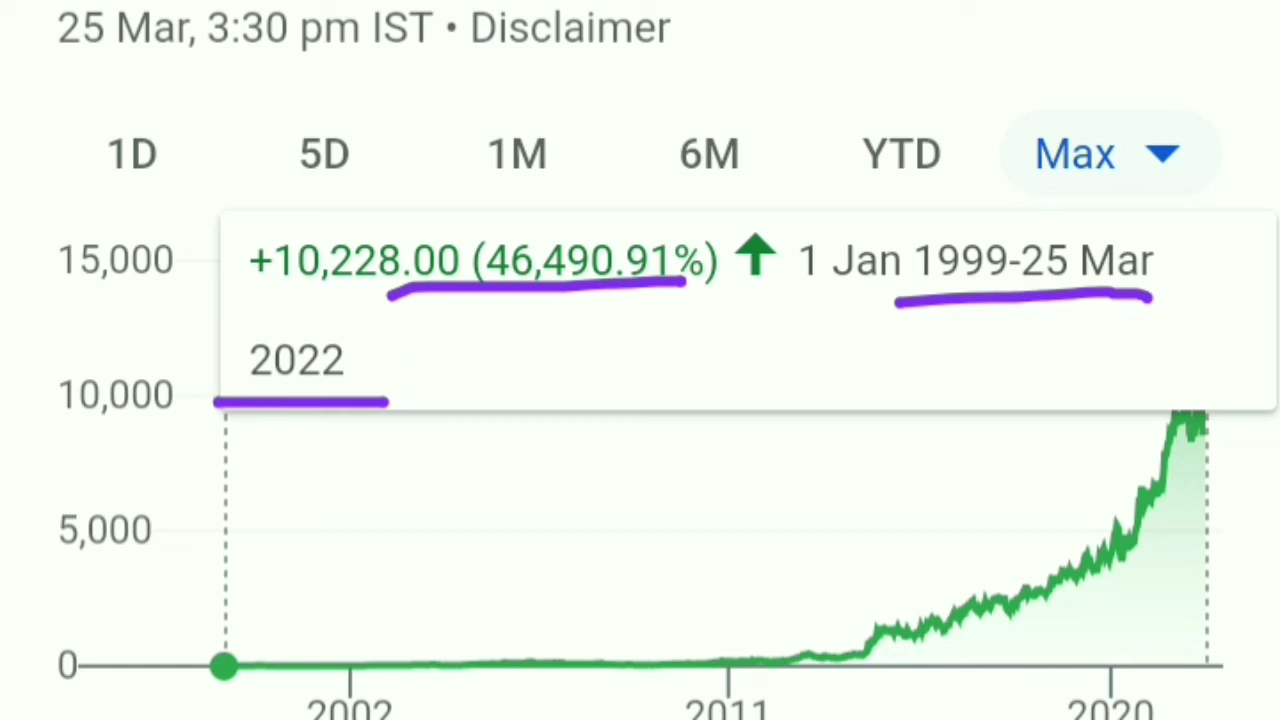 25 Mar, 3:30 pm IST • Disclaimer
1D 5D 1M 6M YTD Max
15,000
+10,228.00 (46,490.91%) ↑ 1 Jan 1999-25 Mar
2022
10,000
5,000
0
2002 2011 2020